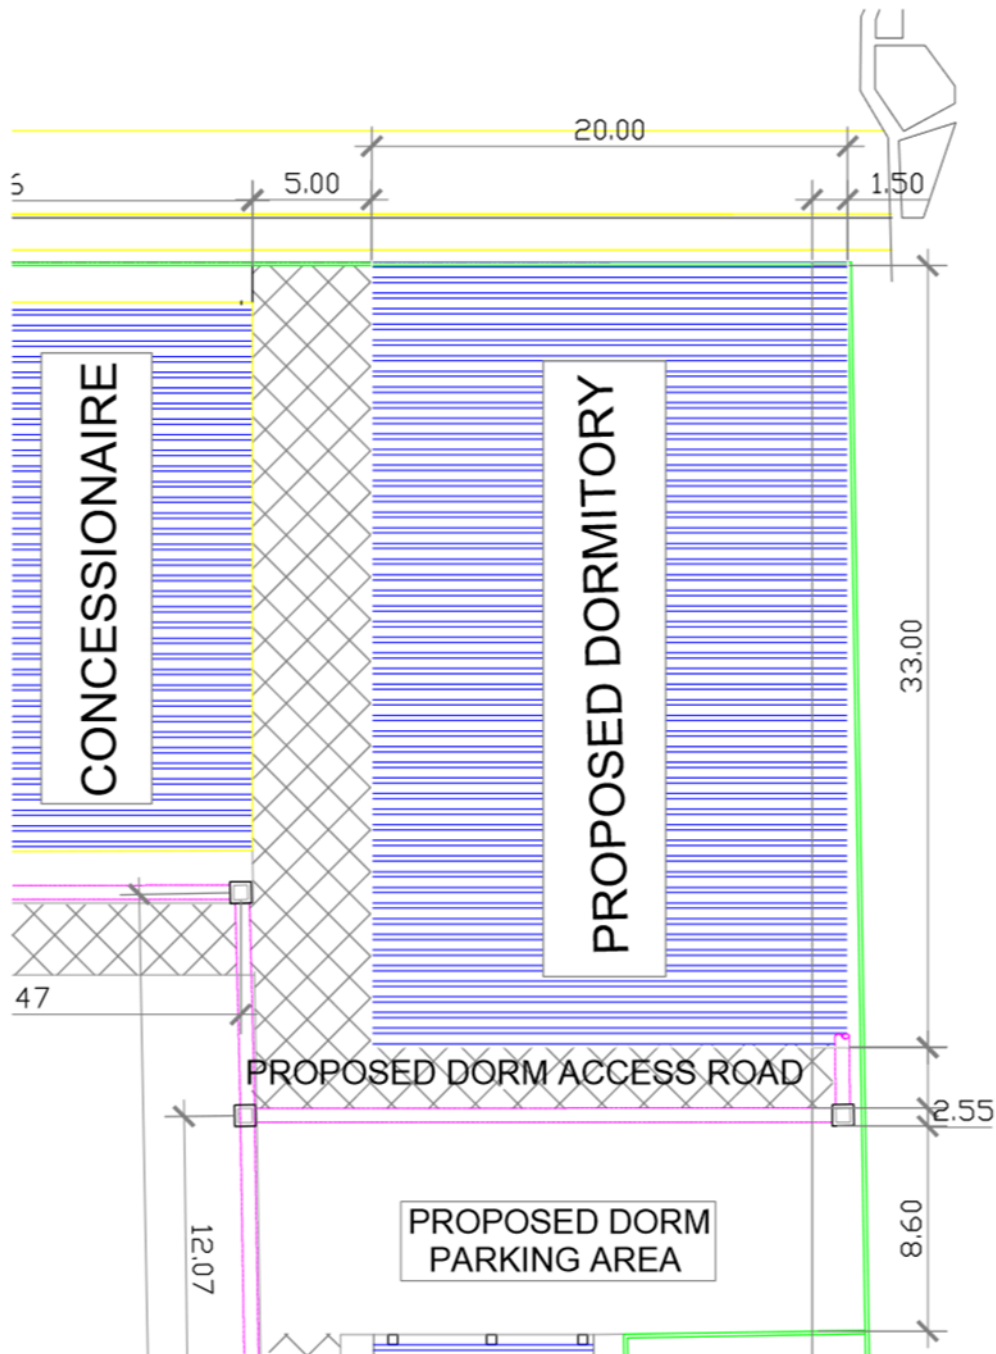 20.00
5.00
1.50
CONCESSIONAIRE
PROPOSED DORMITORY
33.00
47
PROPOSED DORM ACCESS ROAD
2.55
12.07
PROPOSED DORM
PARKING AREA
8.60